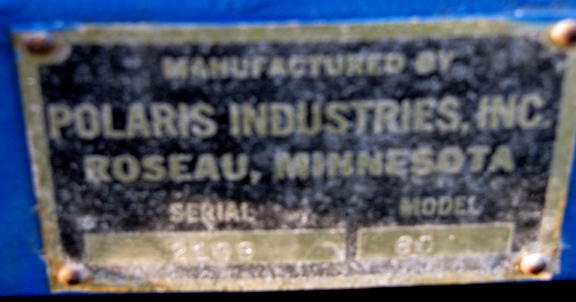 MANUFACTURED BY
POLARIS INDUSTRIES, INC.
ROSEAU, MINNESOTA
SERIAL MODEL